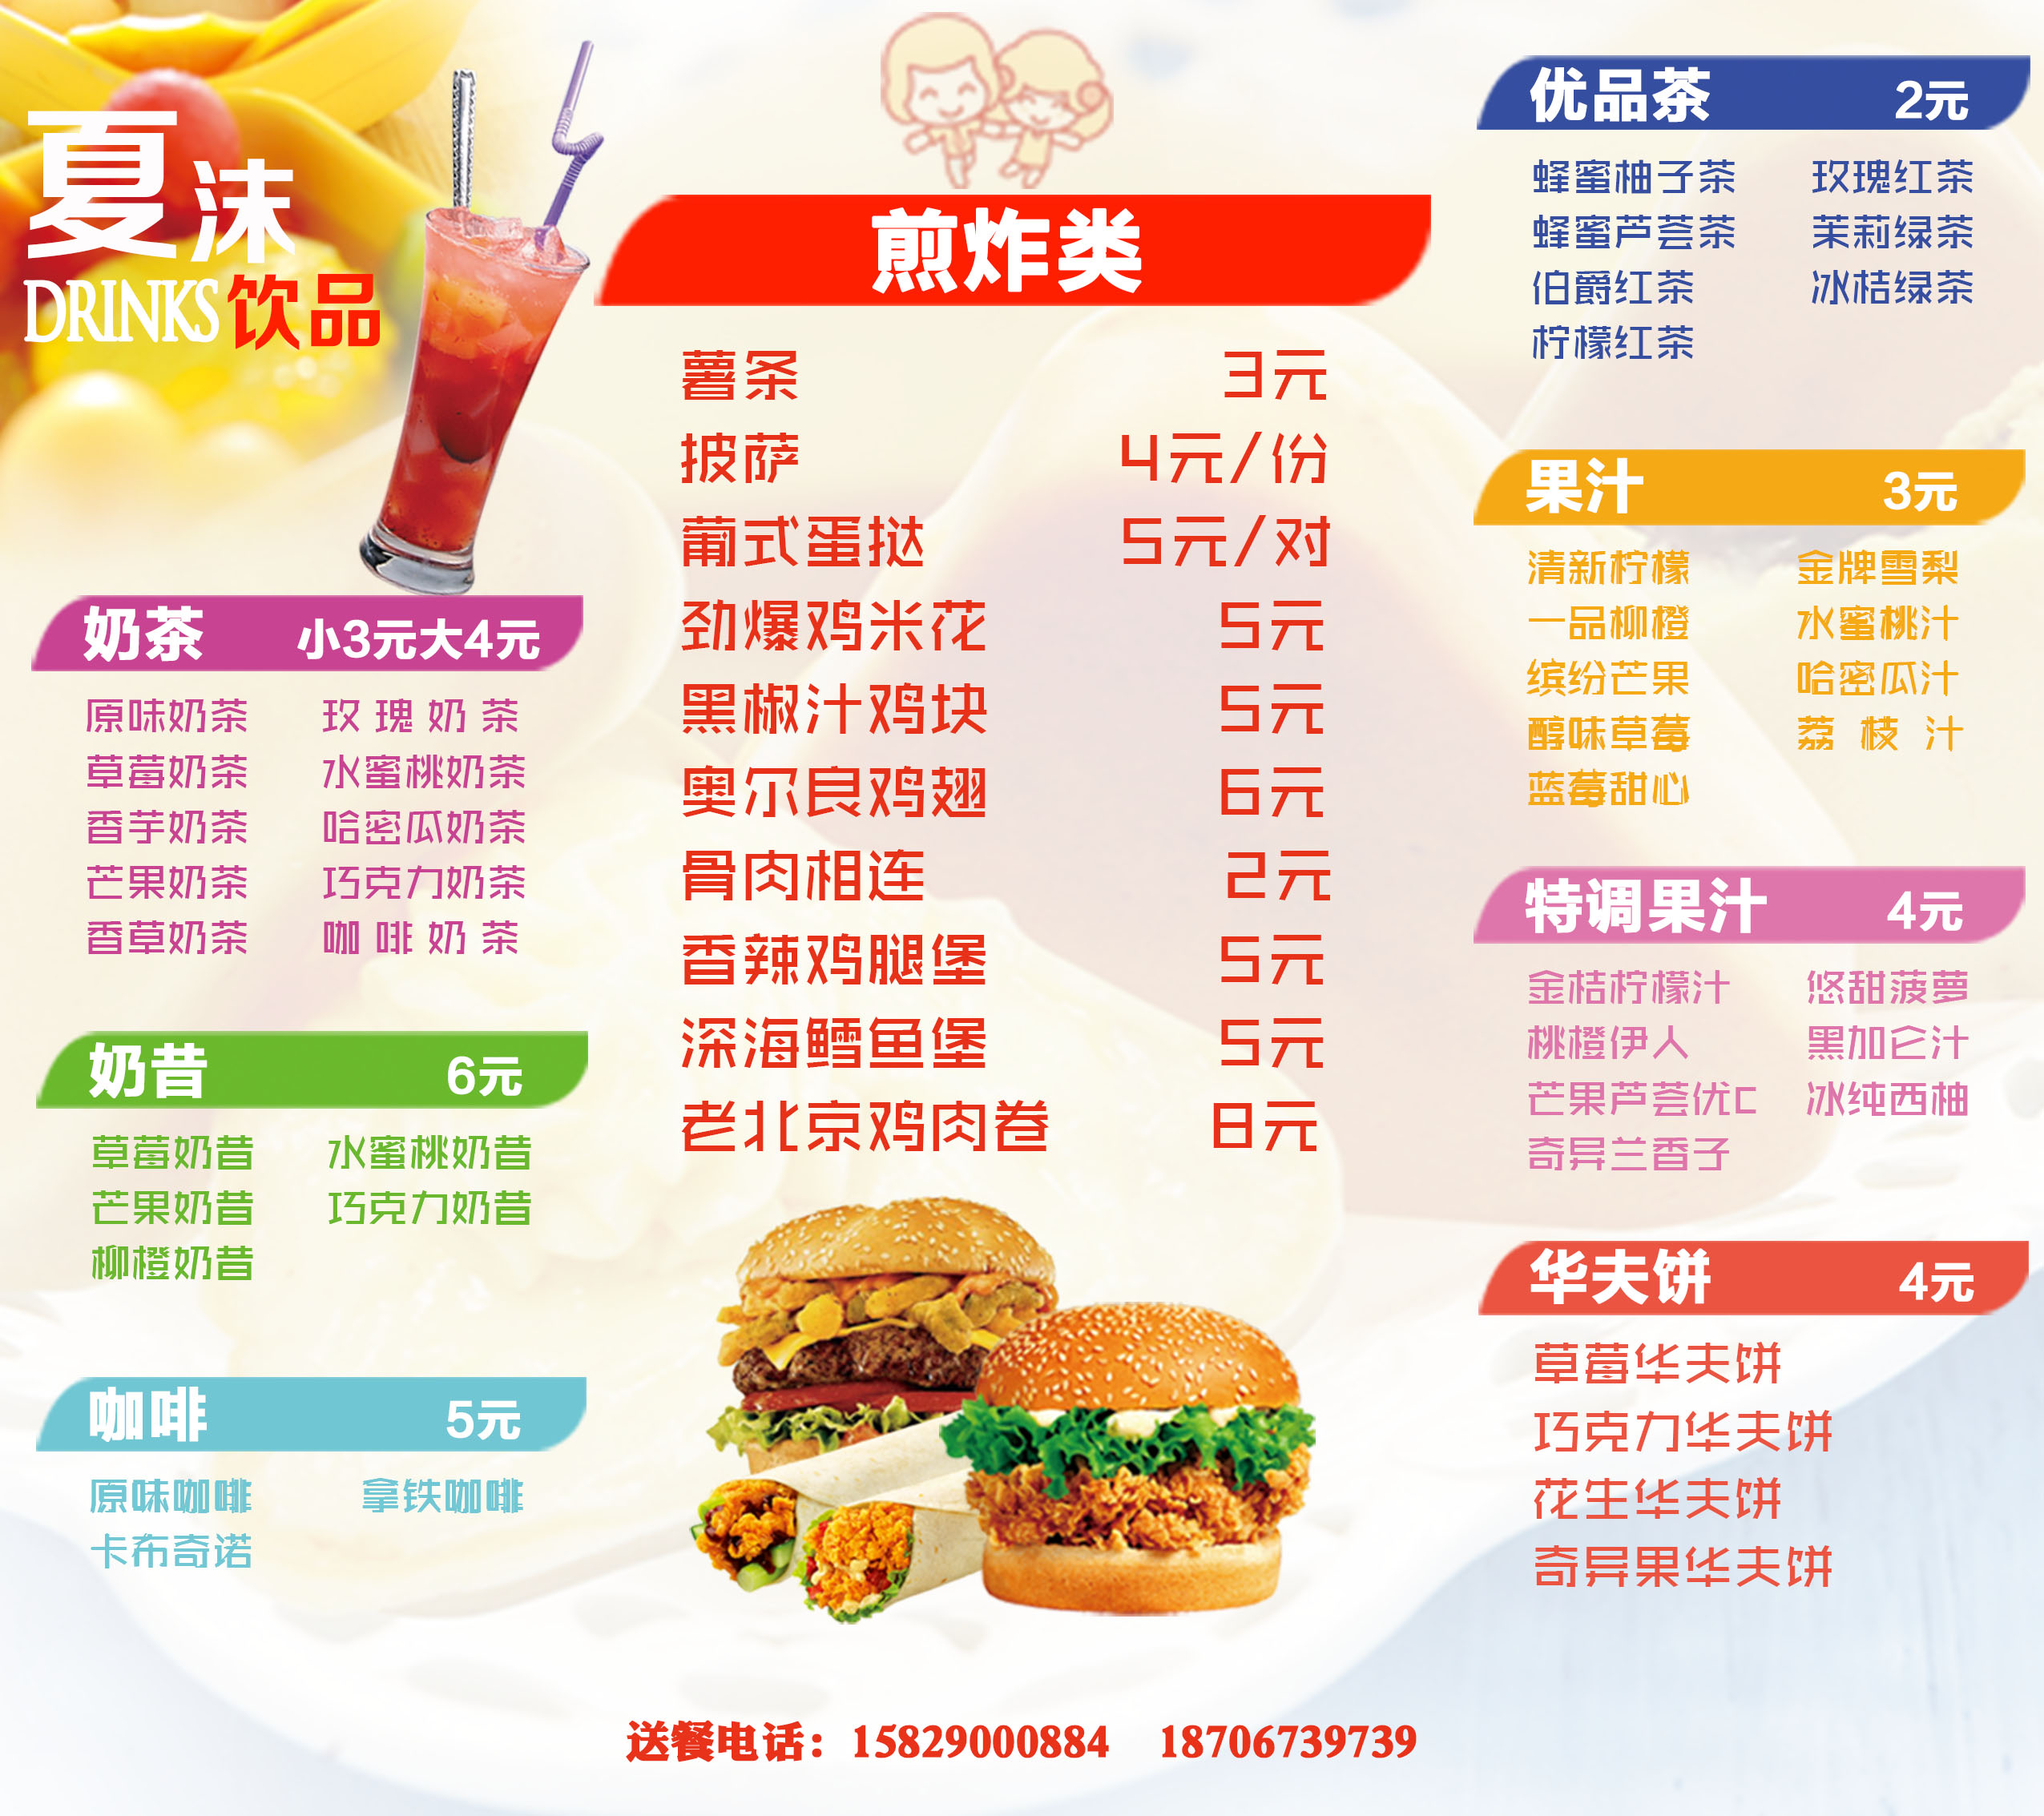 夏沫
DRINKS饮品
奶茶 小3元大4元
原味奶茶 玫瑰奶茶
草莓奶茶 水蜜桃奶茶
香芋奶茶 哈密瓜奶茶
芒果奶茶 巧克力奶茶
香草奶茶 咖啡奶茶
奶昔 6元
草莓奶昔 水蜜桃奶昔
芒果奶昔 巧克力奶昔
柳橙奶昔
咖啡 5元
原味咖啡 拿铁咖啡
卡布奇诺
煎炸类
薯条 3元
披萨 4元/份
葡式蛋挞 5元/对
劲爆鸡米花 5元
黑椒汁鸡块 5元
奥尔良鸡翅 6元
骨肉相连 2元
香辣鸡腿堡 5元
深海鳕鱼堡 5元
老北京鸡肉卷 8元
优品茶 2元
蜂蜜柚子茶 玫瑰红茶
蜂蜜芦荟茶 茉莉绿茶
伯爵红茶 冰桔绿茶
柠檬红茶
果汁 3元
清新柠檬 金牌雪梨
一品柳橙 水蜜桃汁
缤纷芒果 哈密瓜汁
醇味草莓 荔枝汁
蓝莓甜心
特调果汁 4元
金桔柠檬汁 悠甜菠萝
桃橙伊人 黑加仑汁
芒果芦荟优C 冰纯西柚
奇异兰香子
华夫饼 4元
草莓华夫饼
巧克力华夫饼
花生华夫饼
奇异果华夫饼
送餐电话：15829000884 18706739739